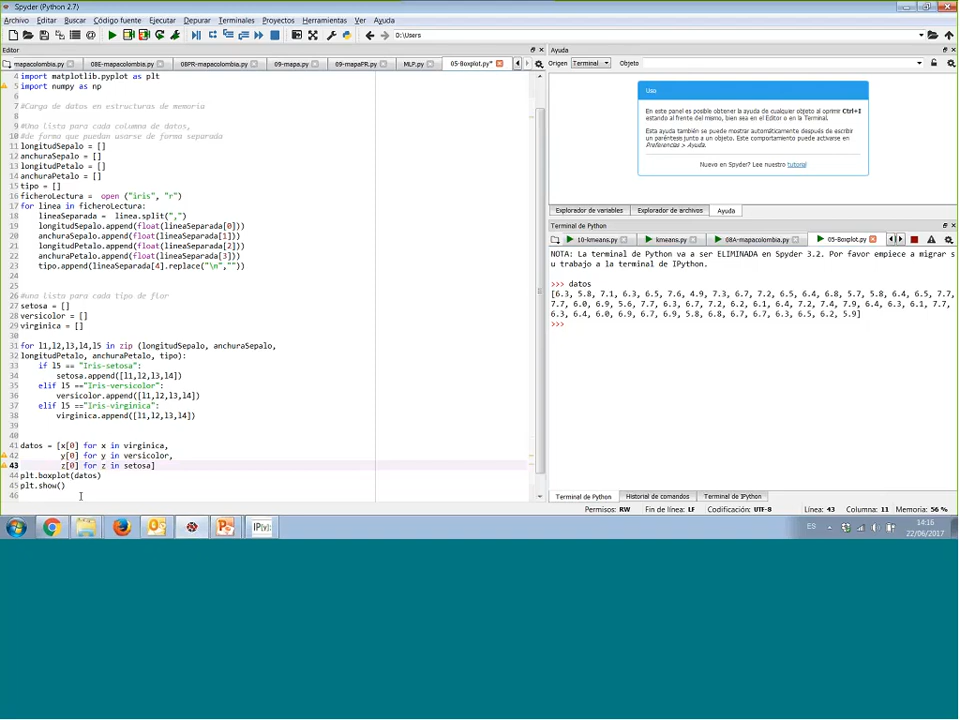 Spyder (Python 2.7)
Archivo Editar Buscar Código fuente Ejecutar Depurar Terminales Proyectos Herramientas Ver Ayuda
D:\Users
Editor
mapacolombia.py 08E-mapacolombia.py 08PR-mapacolombia.py 09-mapa.py 09-mapaPR.py MLP.py 05-Boxplot.py*
4 import matplotlib.pyplot as plt
5 import numpy as np
6
7 #Carga de datos en estructuras de memoria
8
9 #Una lista para cada columna de datos,
10 #de forma que puedan usarse de forma separada
11 longitudSepalo = []
12 anchuraSepalo = []
13 longitudPetalo = []
14 anchuraPetalo = []
15 tipo = []
16 ficheroLectura = open ("iris", "r")
17 for linea in ficheroLectura:
18 lineaSeparada = linea.split(",")
19 longitudSepalo.append(float(lineaSeparada[0]))
20 anchuraSepalo.append(float(lineaSeparada[1]))
21 longitudPetalo.append(float(lineaSeparada[2]))
22 anchuraPetalo.append(float(lineaSeparada[3]))
23 tipo.append(lineaSeparada[4].replace("\n",""))
24
25
26 #una lista para cada tipo de flor
27 setosa = []
28 versicolor = []
29 virginica = []
30
31 for l1,l2,l3,l4,l5 in zip (longitudSepalo, anchuraSepalo,
32 longitudPetalo, anchuraPetalo, tipo):
33 if l5 == "Iris-setosa":
34 setosa.append([l1,l2,l3,l4])
35 elif l5 =="Iris-versicolor":
36 versicolor.append([l1,l2,l3,l4])
37 elif l5 =="Iris-virginica":
38 virginica.append([l1,l2,l3,l4])
39
40
41 datos = [x[0] for x in virginica,
42 y[0] for y in versicolor,
43 z[0] for z in setosa]
44 plt.boxplot(datos)
45 plt.show()
46
Ayuda
Origen Terminal Objeto
Uso
En este panel es posible obtener la ayuda de cualquier objeto al oprimir Ctrl+I
estando al frente del mismo, bien sea en el Editor o en la Terminal.
Esta ayuda también se puede mostrar automáticamente después de escribir
un paréntesis junto a un objeto. Este comportamiento puede activarse en
Preferencias > Ayuda.
Nuevo en Spyder? Lee nuestro tutorial
Explorador de variables Explorador de archivos Ayuda
Terminal de Python
10-kmeans.py kmeans.py 08A-mapacolombia.py 05-Boxplot.py
NOTA: La terminal de Python va a ser ELIMINADA en Spyder 3.2. Por favor empiece a migrar s
u trabajo a la terminal de IPython.
>>> datos
[6.3, 5.8, 7.1, 6.3, 6.5, 7.6, 4.9, 7.3, 6.7, 7.2, 6.5, 6.4, 6.8, 5.7, 5.8, 6.4, 6.5, 7.7,
7.7, 6.0, 6.9, 5.6, 7.7, 6.3, 6.7, 7.2, 6.2, 6.1, 6.4, 7.2, 7.4, 7.9, 6.4, 6.3, 6.1, 7.7,
6.3, 6.4, 6.0, 6.9, 6.7, 6.9, 5.8, 6.8, 6.7, 6.7, 6.3, 6.5, 6.2, 5.9]
>>>
Terminal de Python Historial de comandos Terminal de IPython
Permisos: RW Fin de línea: LF Codificación: UTF-8 Línea: 43 Columna: 11 Memoria: 56 %
ES
14:16
22/06/2017